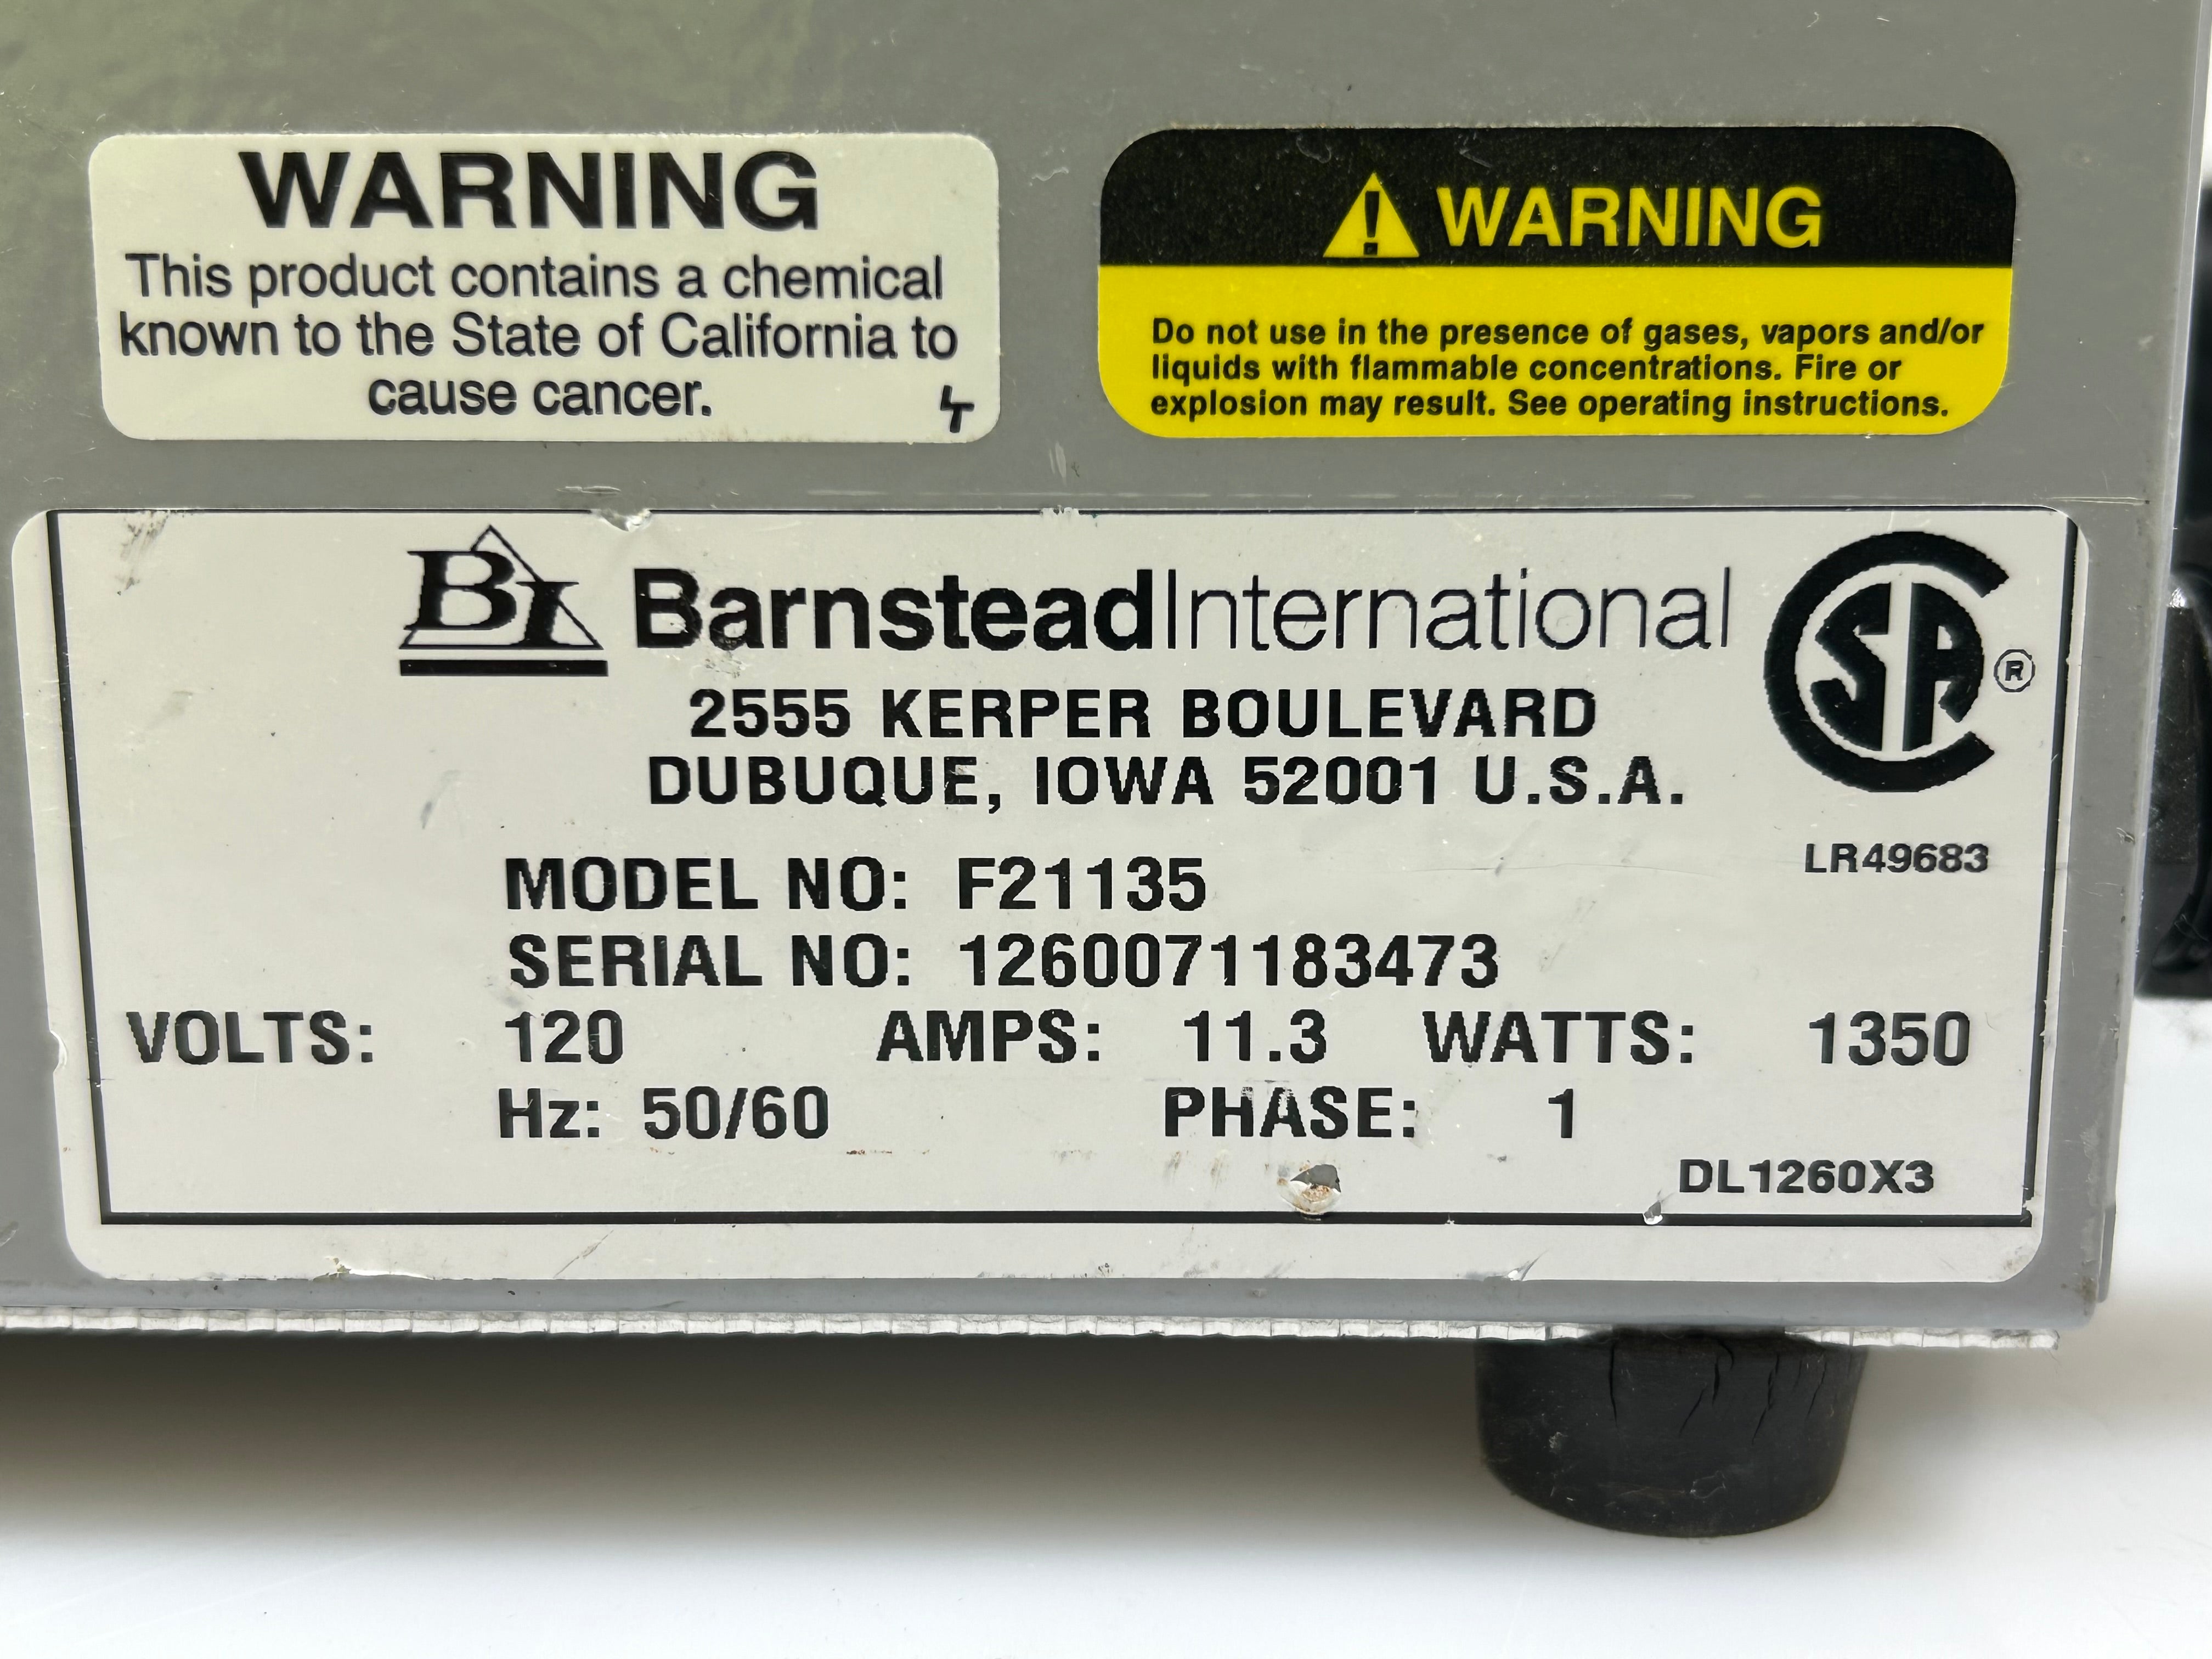 WARNING
This product contains a chemical
known to the State of California to
cause cancer.
WARNING
Do not use in the presence of gases, vapors and/or
liquids with flammable concentrations. Fire or
explosion may result. See operating instructions.
BI BarnsteadInternational
SA ®
2555 KERPER BOULEVARD
DUBUQUE, IOWA 52001 U.S.A.
LR49683
MODEL NO: F21135
SERIAL NO: 1260071183473
VOLTS: 120 AMPS: 11.3 WATTS: 1350
Hz: 50/60 PHASE: 1
DL1260X3